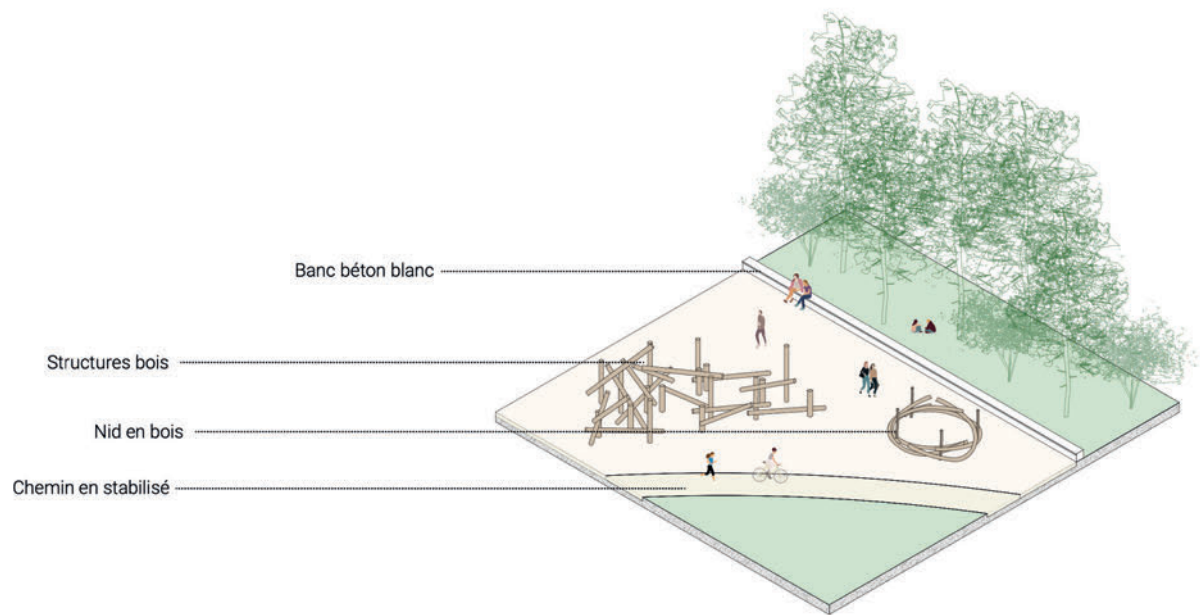 Banc béton blanc
Structures bois
Nid en bois
Chemin en stabilisé